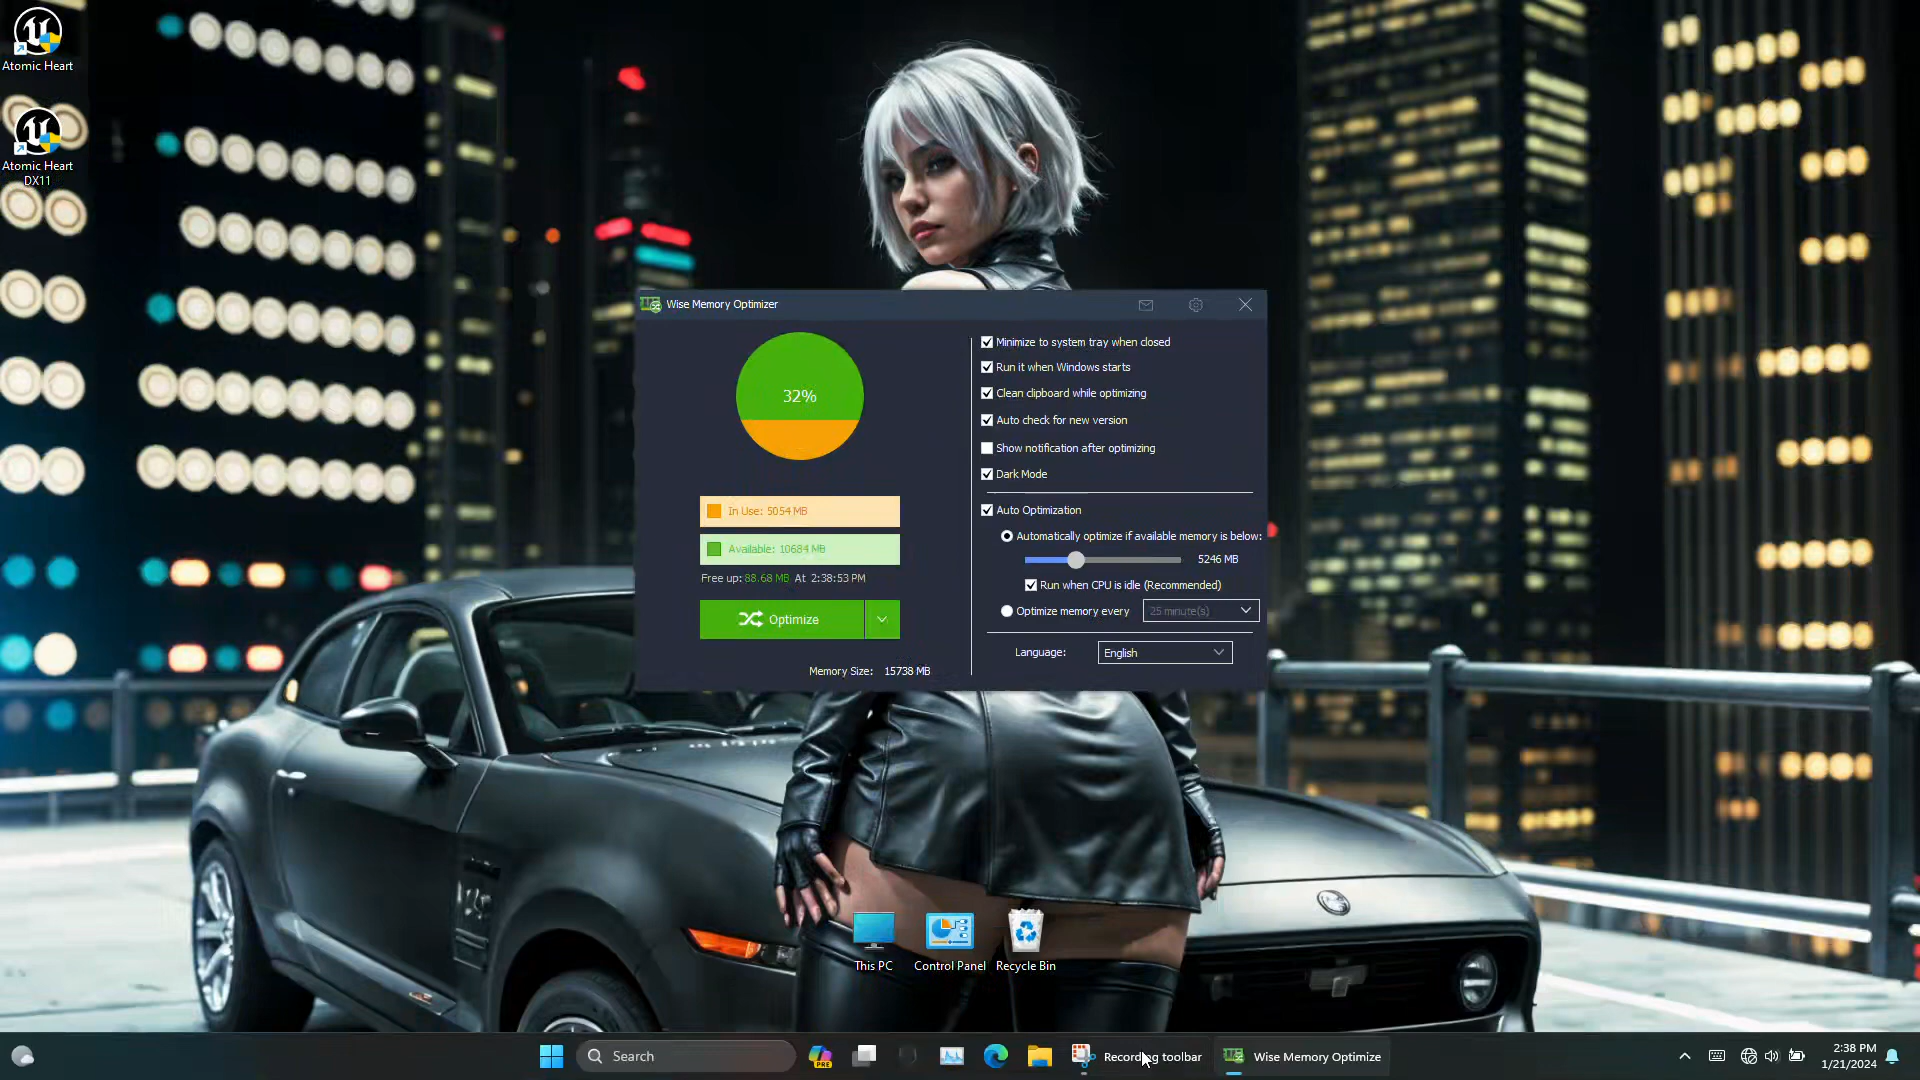 Atomic Heart
Atomic Heart
DX11
Wise Memory Optimizer
32%
In Use: 5054 MB
Available: 10684 MB
Free up: 88.68 MB At 2:38:53 PM
Optimize
Memory Size: 15738 MB
Minimize to system tray when closed
Run it when Windows starts
Clean clipboard while optimizing
Auto check for new version
Show notification after optimizing
Dark Mode
Auto Optimization
Automatically optimize if available memory is below:
5246 MB
Run when CPU is idle (Recommended)
Optimize memory every 25 minute(s)
Language: English
This PC
Control Panel
Recycle Bin
Search
PRE
Recording toolbar
Wise Memory Optimize
2:38 PM
1/21/2024